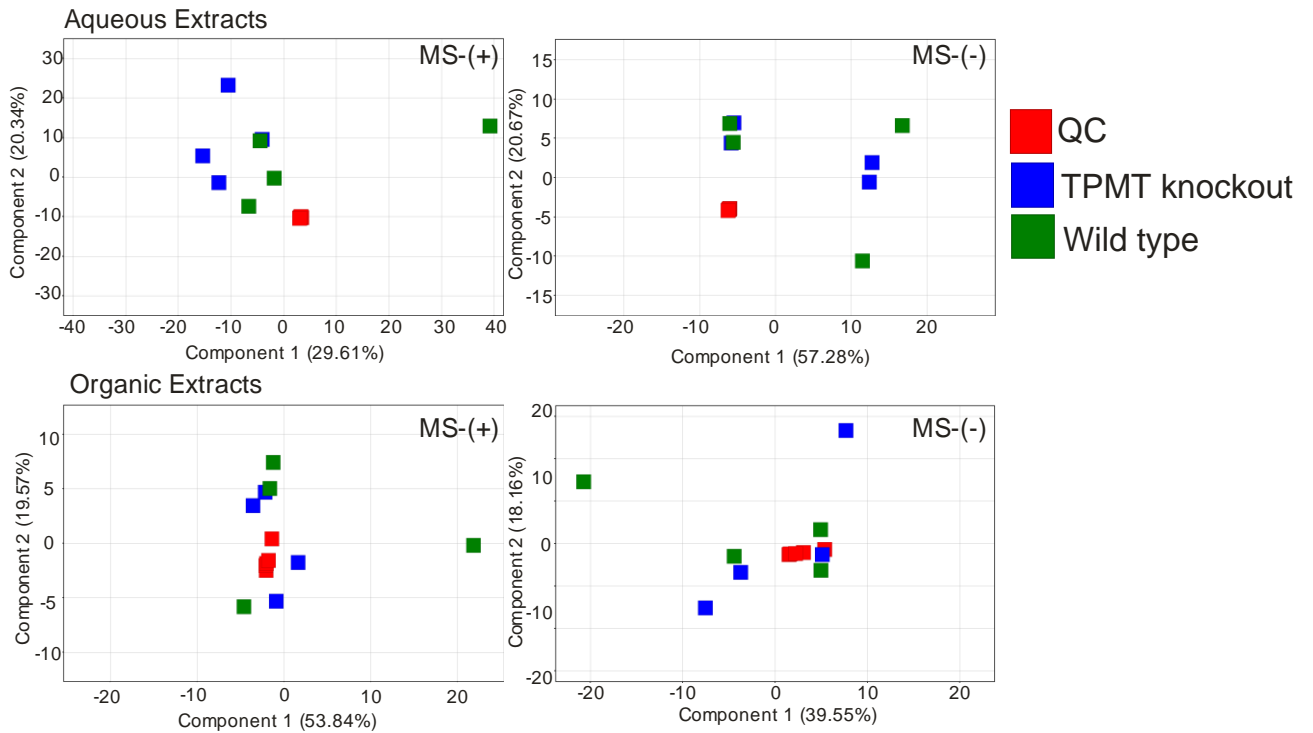 Aqueous Extracts
MS-(+)
30
20
10
0
-10
-20
-30
Component 2 (20.34%)
-40 -30 -20 -10 0 10 20 30 40
Component 1 (29.61%)
MS-(-)
15
10
5
0
-5
-10
-15
Component 2 (20.67%)
-20 -10 0 10 20
Component 1 (57.28%)
QC
TPMT knockout
Wild type
Organic Extracts
MS-(+)
10
5
0
-5
-10
Component 2 (19.57%)
-20 -10 0 10 20
Component 1 (53.84%)
MS-(-)
20
10
0
-10
-20
Component 2 (18.16%)
-20 -10 0 10 20
Component 1 (39.55%)